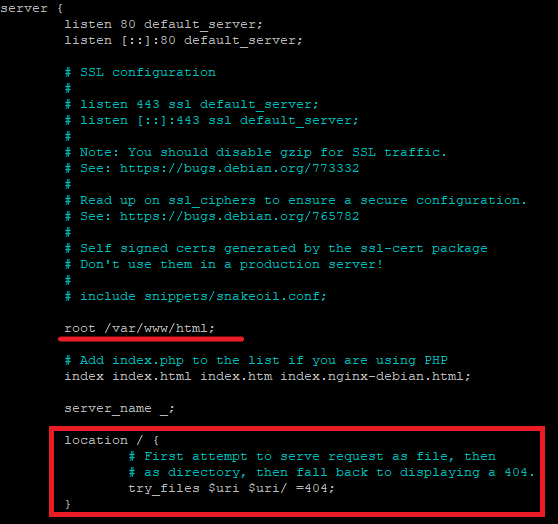 server {
listen 80 default_server;
listen [::]:80 default_server;
# SSL configuration
#
# listen 443 ssl default_server;
# listen [::]:443 ssl default_server;
#
# Note: You should disable gzip for SSL traffic.
# See: https://bugs.debian.org/773332
#
# Read up on ssl_ciphers to ensure a secure configuration.
# See: https://bugs.debian.org/765782
#
# Self signed certs generated by the ssl-cert package
# Don't use them in a production server!
#
# include snippets/snakeoil.conf;
root /var/www/html;
# Add index.php to the list if you are using PHP
index index.html index.htm index.nginx-debian.html;
server_name _;
location / {
# First attempt to serve request as file, then
# as directory, then fall back to displaying a 404.
try_files $uri $uri/ =404;
}